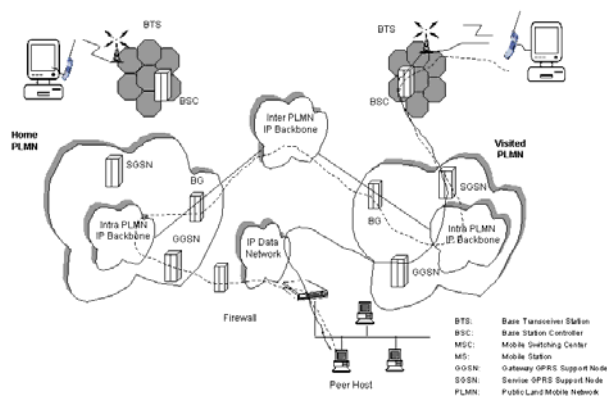 BTS
BTS
BSC
BSC
Home
PLMN
Inter PLMN
IP Backbone
Visited
PLMN
SGSN
SGSN
BG
BG
Intra PLMN
IP Backbone
Intra PLMN
IP Backbone
GGSN
IP Data
Network
GGSN
Firewall
Peer Host
BTS: Base Transceiver Station
BSC: Base Station Controller
MSC: Mobile Switching Center
MS: Mobile Station
GGSN: Gateway GPRS Support Node
SGSN: Service GPRS Support Node
PLMN: Public Land Mobile Network